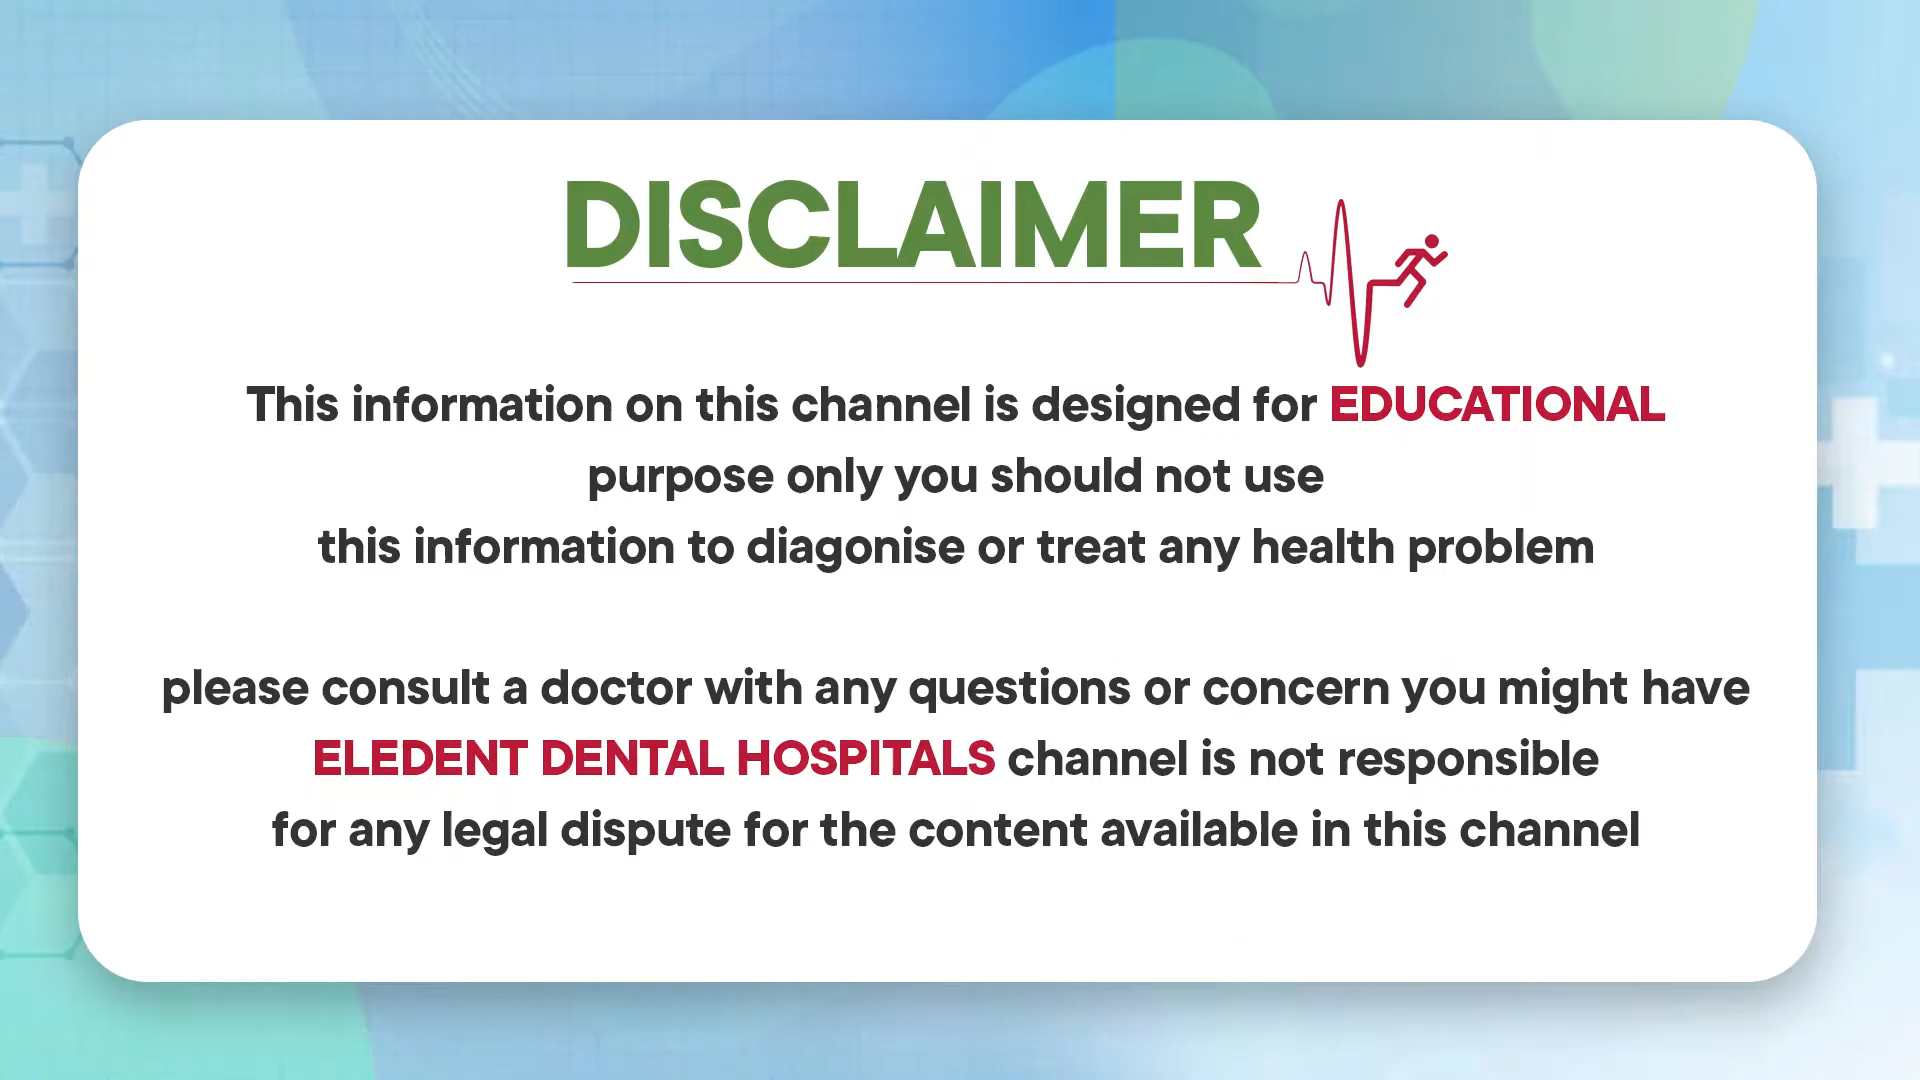 DISCLAIMER
This information on this channel is designed for EDUCATIONAL
purpose only you should not use
this information to diagonise or treat any health problem
please consult a doctor with any questions or concern you might have
ELEDENT DENTAL HOSPITALS channel is not responsible
for any legal dispute for the content available in this channel